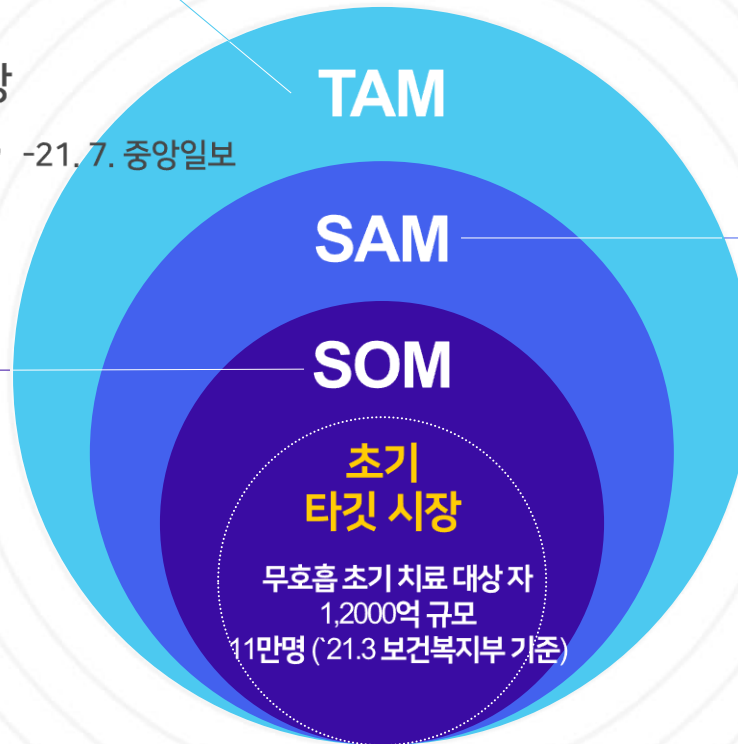 TAM
-21. 7. 중앙일보
SAM
SOM
초기
타깃 시장
무호흡 초기 치료 대상 자
1,2000억 규모
11만명 (`21.3 보건복지부 기준)